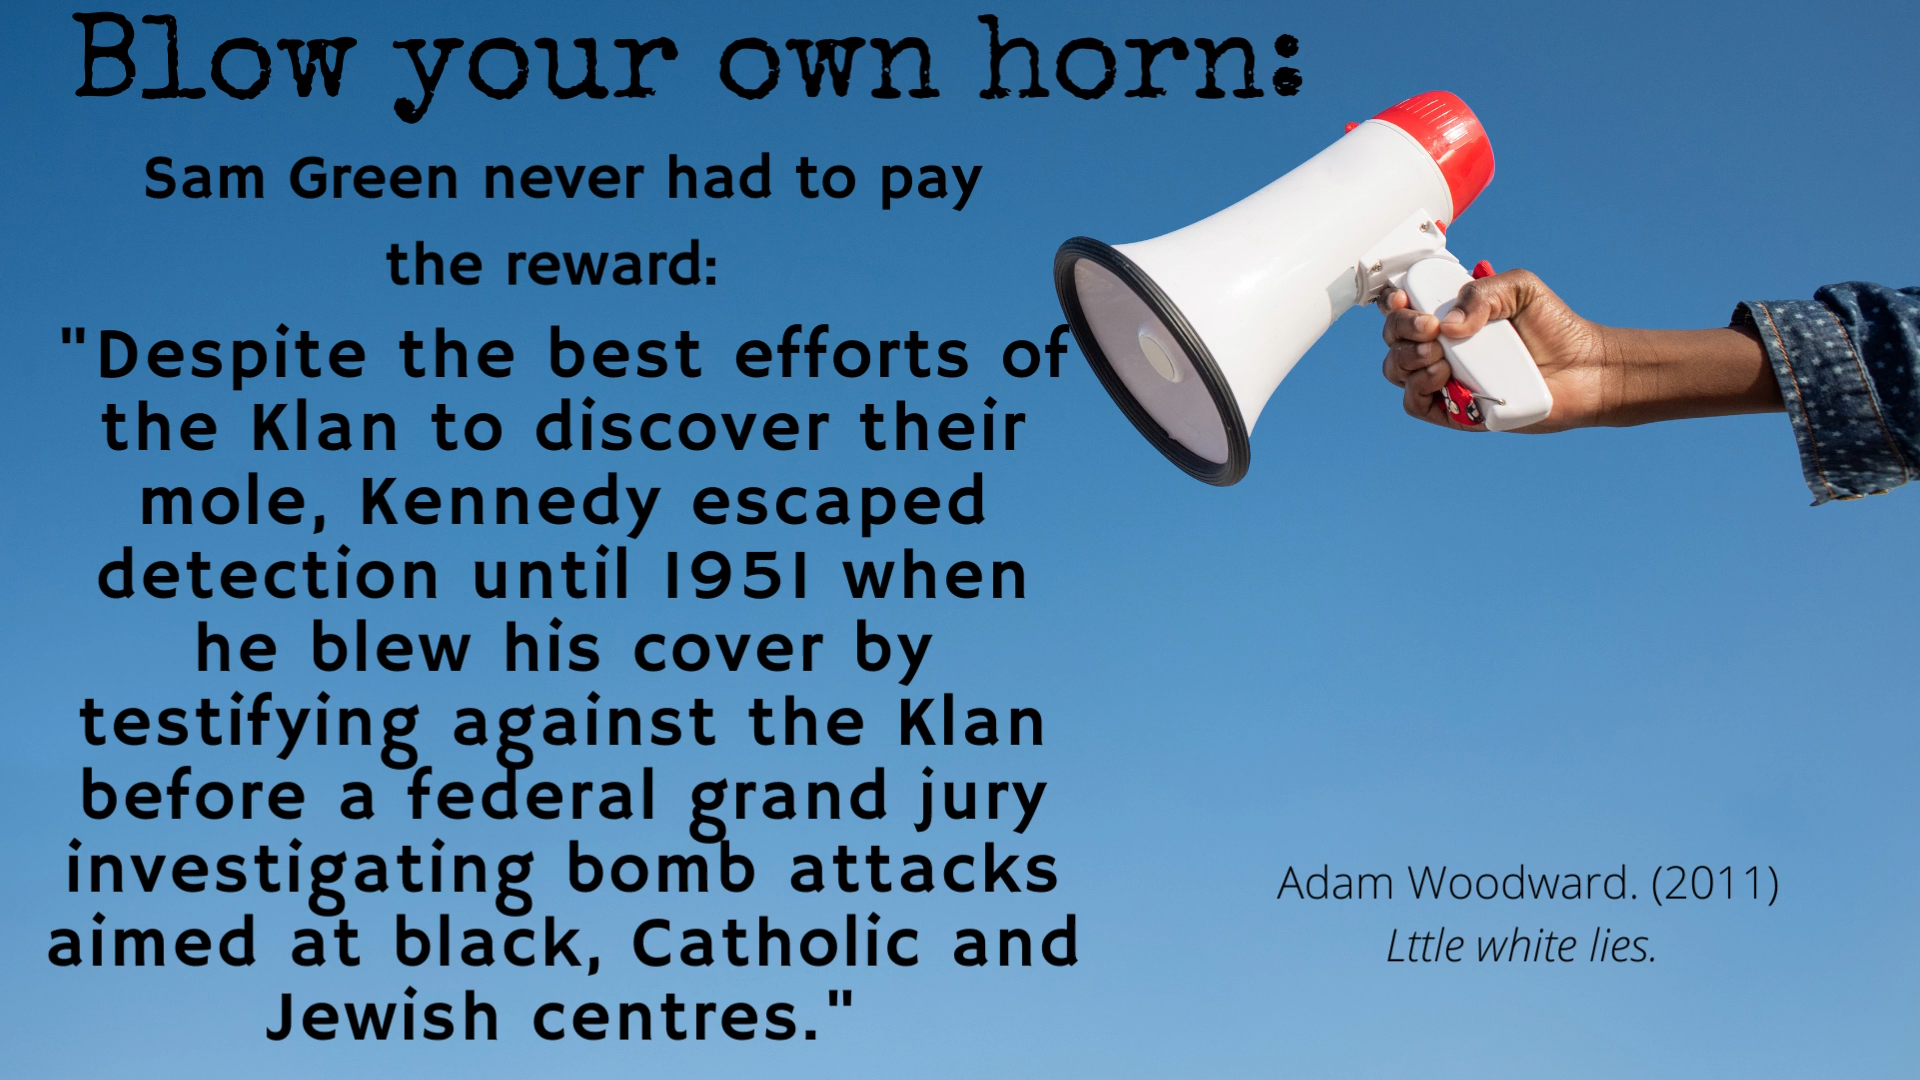 Blow your own horn:
Sam Green never had to pay
the reward:
"Despite the best efforts of
the Klan to discover their
mole, Kennedy escaped
detection until 1951 when
he blew his cover by
testifying against the Klan
before a federal grand jury
investigating bomb attacks
aimed at black, Catholic and
Jewish centres."
Adam Woodward. (2011)
Lttle white lies.